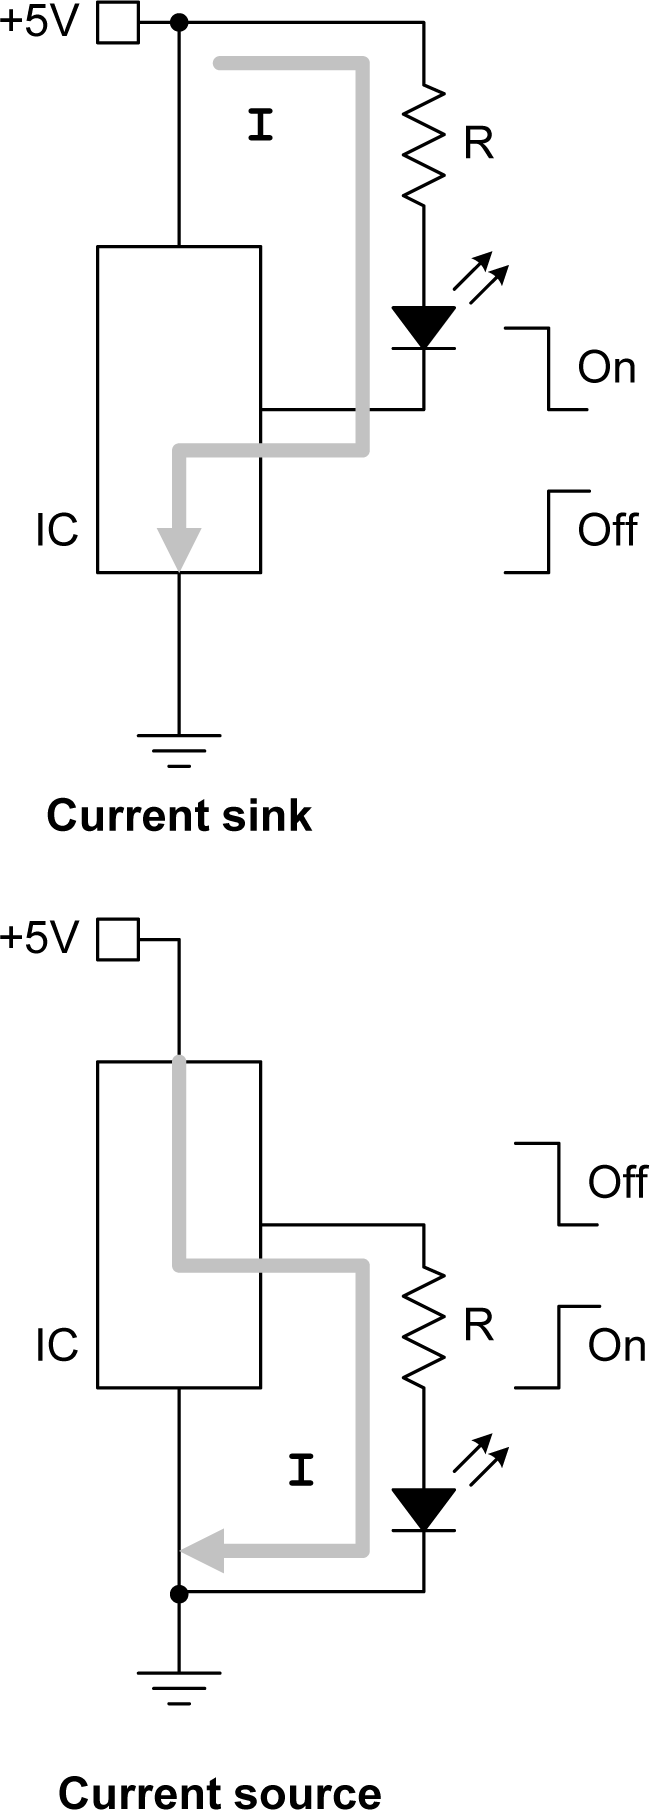 +5V
I
R
On
IC
Off
Current sink
+5V
Off
R
IC
On
I
Current source